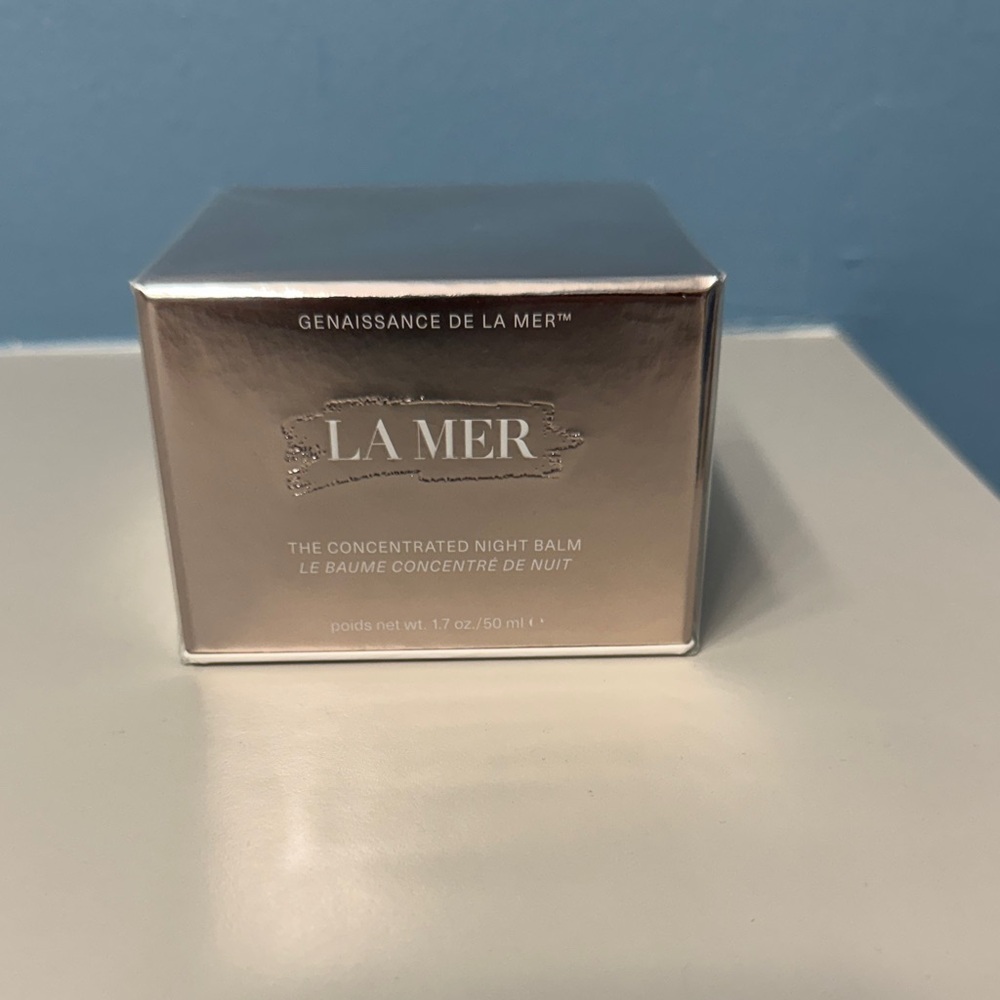 GENAISSANCE DE LA MER™
LA MER
THE CONCENTRATED NIGHT BALM
LE BAUME CONCENTRÉ DE NUIT
poids net wt. 1.7 oz./50 ml